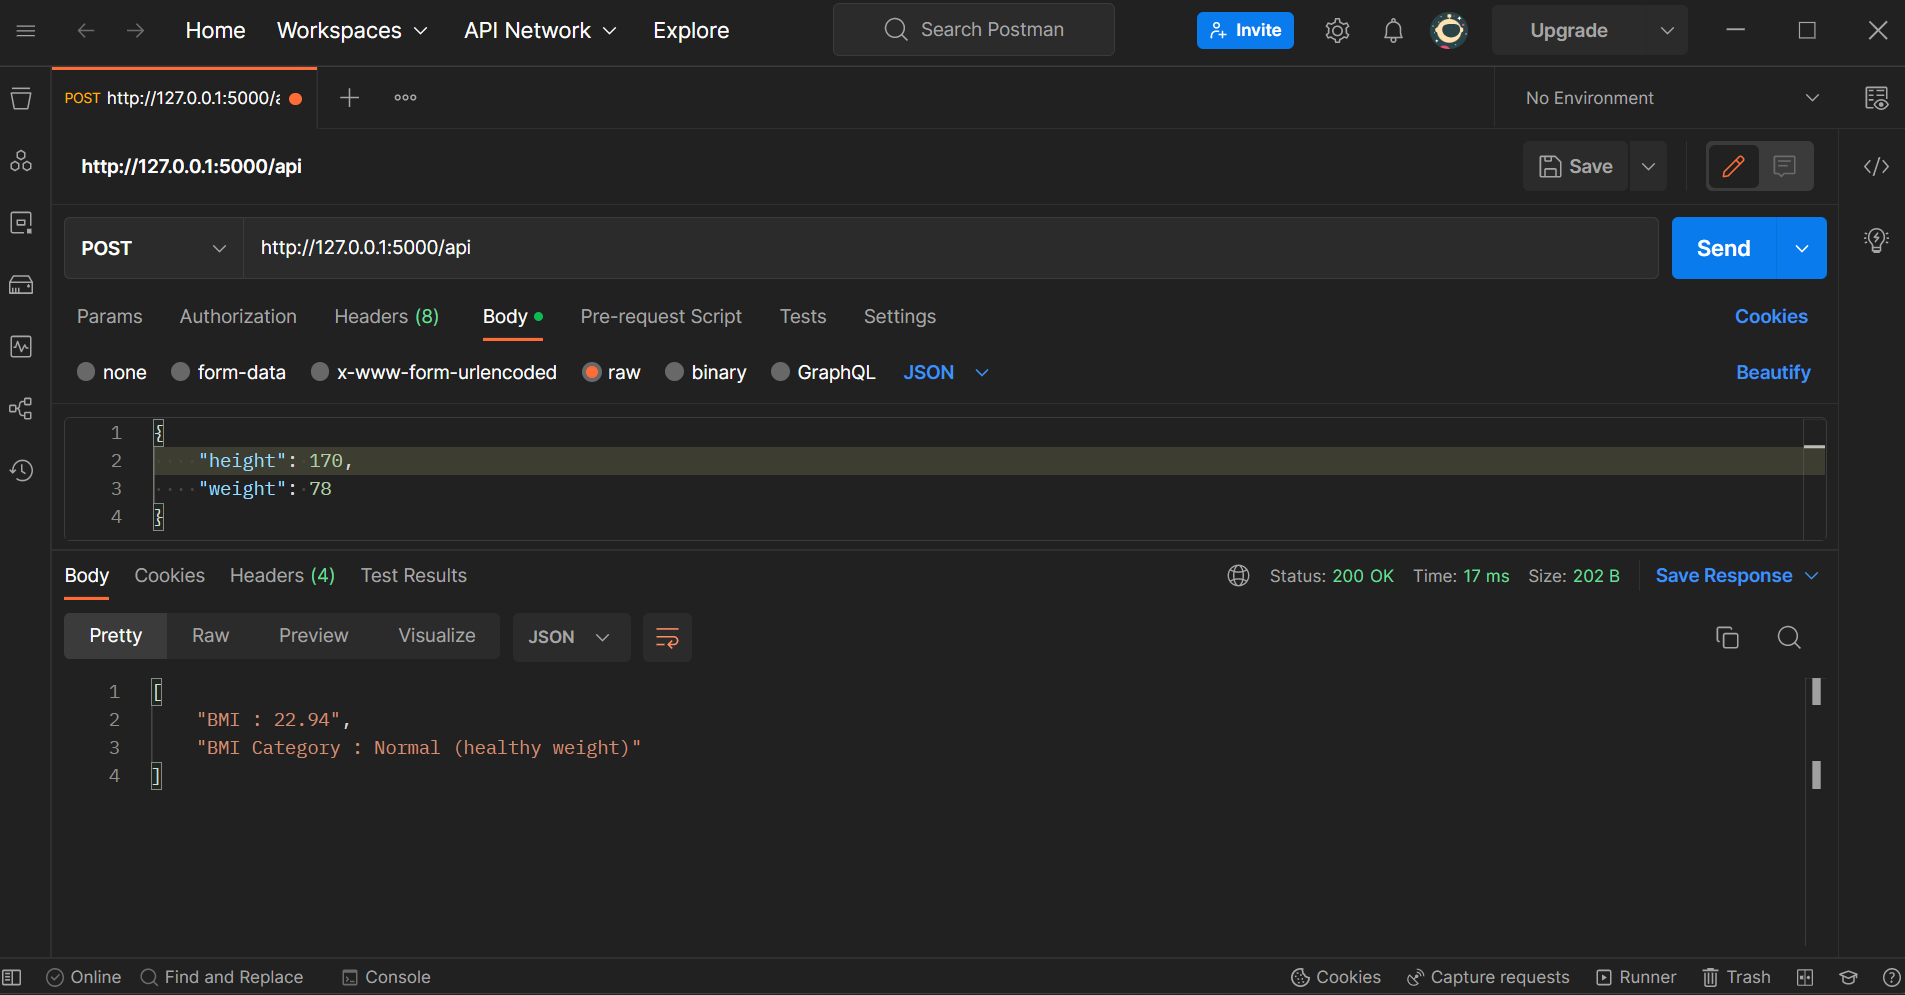 Home Workspaces API Network Explore Search Postman Invite Upgrade
POST http://127.0.0.1:5000/a No Environment
http://127.0.0.1:5000/api Save
POST http://127.0.0.1:5000/api Send
Params Authorization Headers (8) Body Pre-request Script Tests Settings Cookies
none form-data x-www-form-urlencoded raw binary GraphQL JSON Beautify
1 {
2 "height": 170,
3 "weight": 78
4 }
Body Cookies Headers (4) Test Results Status: 200 OK Time: 17 ms Size: 202 B Save Response
Pretty Raw Preview Visualize JSON
1 [
2 "BMI : 22.94",
3 "BMI Category : Normal (healthy weight)"
4 ]
Online Find and Replace Console Cookies Capture requests Runner Trash